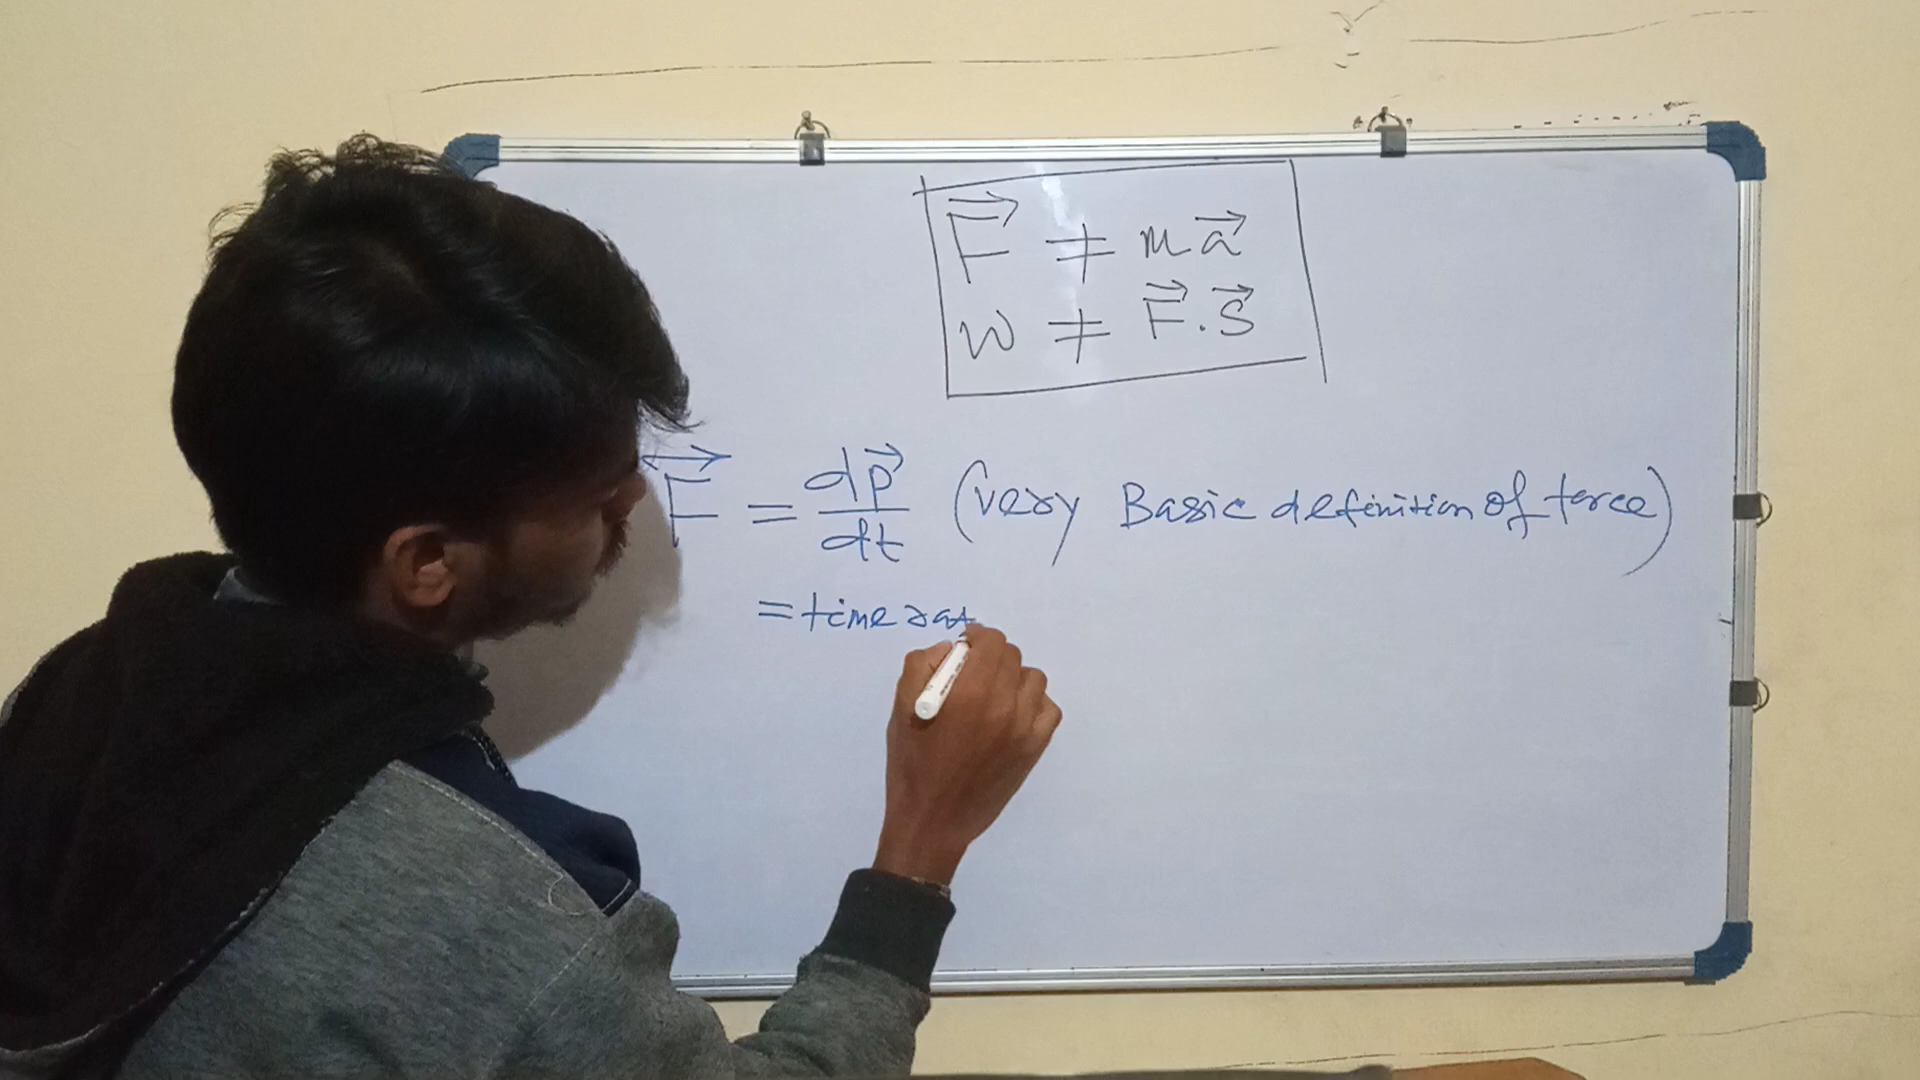 F⃗ ≠ ma⃗
W ≠ F⃗.S⃗
F⃗ = dp⃗/dt (very Basic definition of force)
= time rat